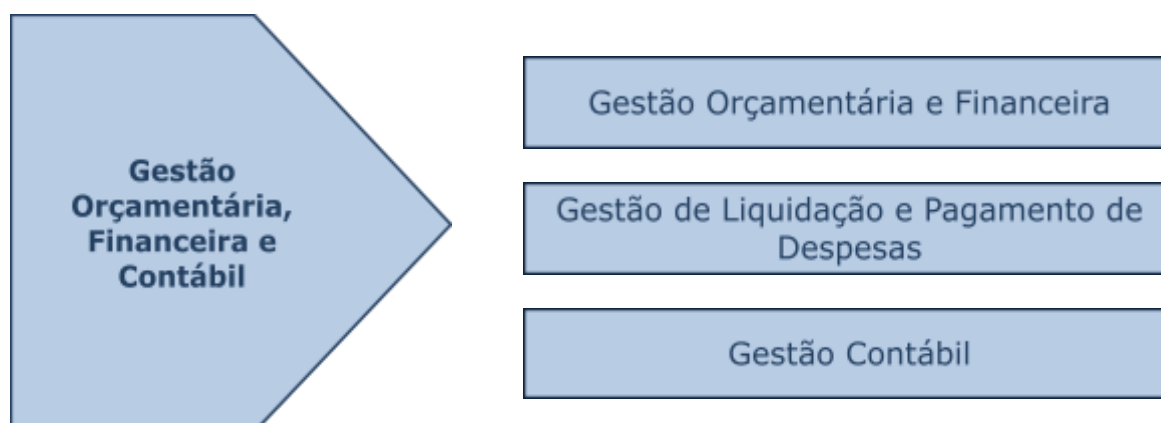 Gestão
Orçamentária,
Financeira e
Contábil
Gestão Orçamentária e Financeira
Gestão de Liquidação e Pagamento de
Despesas
Gestão Contábil